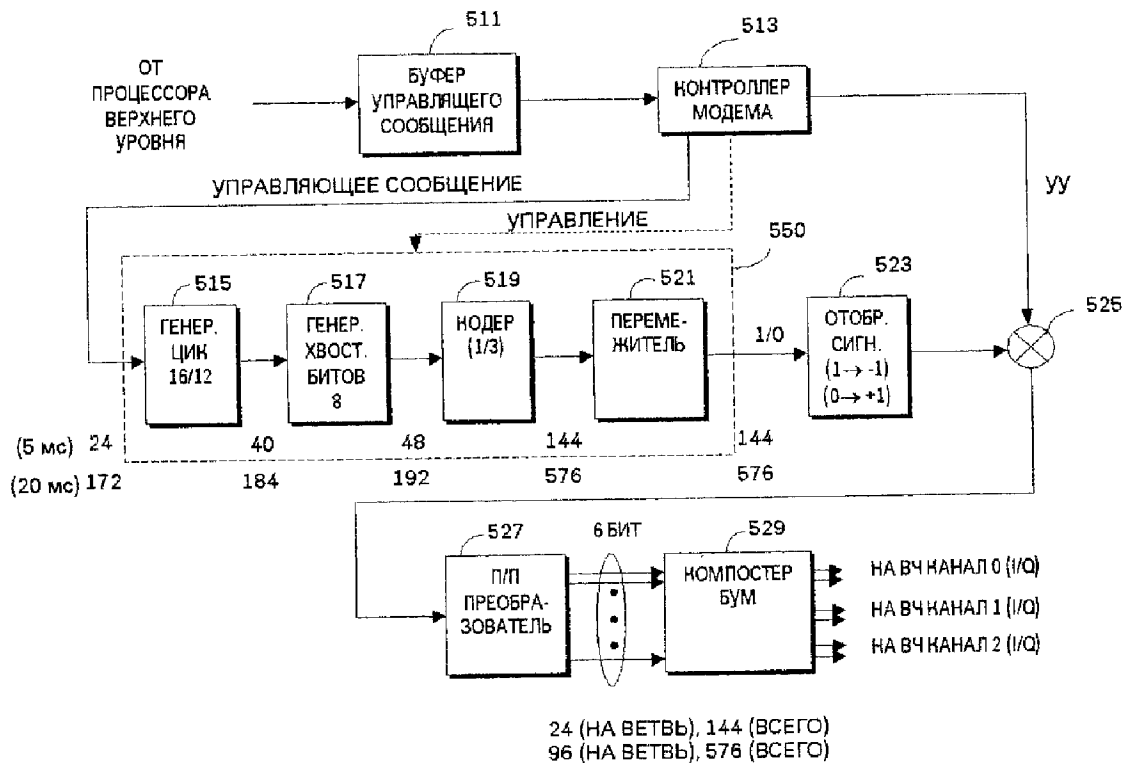 511
513
ОТ
ПРОЦЕССОРА
ВЕРХНЕГО
УРОВНЯ
БУФЕР
УПРАВЛЯЩЕГО
СООБЩЕНИЯ
КОНТРОЛЛЕР
МОДЕМА
УПРАВЛЯЮЩЕЕ СООБЩЕНИЕ
УУ
УПРАВЛЕНИЕ
550
515
517
519
521
523
525
ГЕНЕР.
ЦИК
16/12
ГЕНЕР.
ХВОСТ.
БИТОВ
8
КОДЕР
(1/3)
ПЕРЕМЕ-
ЖИТЕЛЬ
1/0
ОТОБР.
СИГН.
(1→ -1)
(0→ +1)
(5 мс) 24 40 48 144 144
(20 мс) 172 184 192 576 576
527
6 БИТ
529
П/П
ПРЕОБРА-
ЗОВАТЕЛЬ
КОМПОСТЕР
БУМ
НА ВЧ КАНАЛ 0 (I/Q)
НА ВЧ КАНАЛ 1 (I/Q)
НА ВЧ КАНАЛ 2 (I/Q)
24 (НА ВЕТВЬ), 144 (ВСЕГО)
96 (НА ВЕТВЬ), 576 (ВСЕГО)